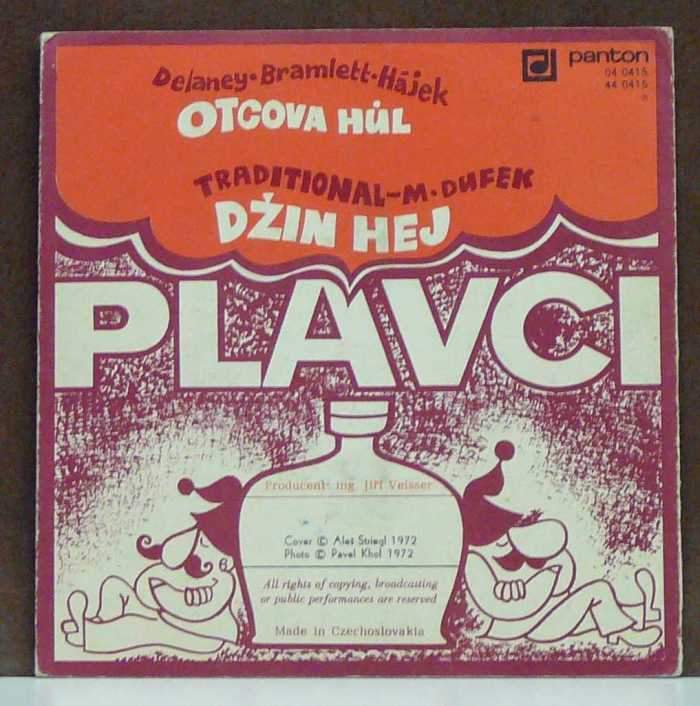 Delaney·Bramlett·Hájek
OTCOVA HŮL
panton
04 0415
44 0415
TRADITIONAL-M·DUFEK
DŽIN HEJ
PLAVCI
Producent: ing. Jiří Veisser
Cover © Aleš Striegl 1972
Photo © Pavel Khol 1972
All rights of copying, broadcasting
or public performances are reserved
Made in Czechoslovakia